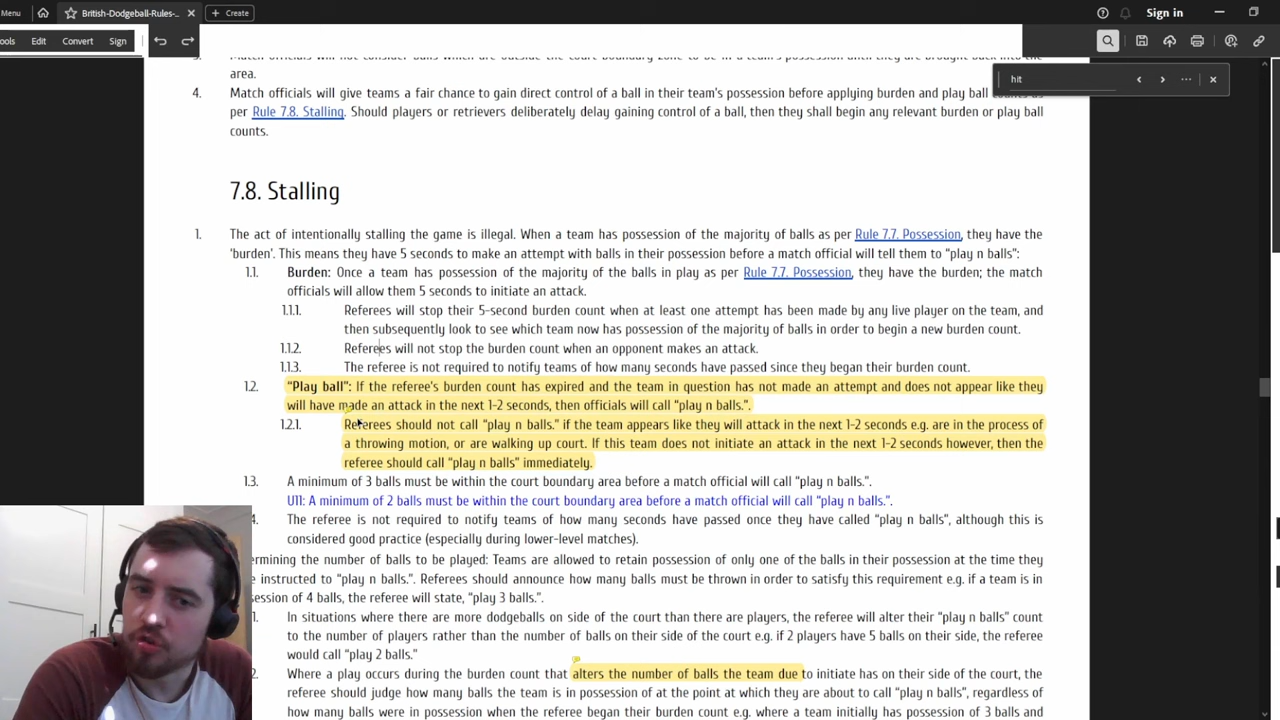 Menu British-Dodgeball-Rules-... Create Sign in
Edit Convert Sign
hit
area.
4. Match officials will give teams a fair chance to gain direct control of a ball in their team's possession before applying burden and play ball counts as
per Rule 7.8. Stalling. Should players or retrievers deliberately delay gaining control of a ball, then they shall begin any relevant burden or play ball
counts.
7.8. Stalling
1. The act of intentionally stalling the game is illegal. When a team has possession of the majority of balls as per Rule 7.7. Possession, they have the
'burden'. This means they have 5 seconds to make an attempt with balls in their possession before a match official will tell them to "play n balls":
1.1. Burden: Once a team has possession of the majority of the balls in play as per Rule 7.7. Possession, they have the burden; the match
officials will allow them 5 seconds to initiate an attack.
1.1.1. Referees will stop their 5-second burden count when at least one attempt has been made by any live player on the team, and
then subsequently look to see which team now has possession of the majority of balls in order to begin a new burden count.
1.1.2. Referees will not stop the burden count when an opponent makes an attack.
1.1.3. The referee is not required to notify teams of how many seconds have passed since they began their burden count.
1.2. "Play ball": If the referee's burden count has expired and the team in question has not made an attempt and does not appear like they
will have made an attack in the next 1-2 seconds, then officials will call "play n balls.".
1.2.1. Referees should not call "play n balls." if the team appears like they will attack in the next 1-2 seconds e.g. are in the process of
a throwing motion, or are walking up court. If this team does not initiate an attack in the next 1-2 seconds however, then the
referee should call "play n balls" immediately.
1.3. A minimum of 3 balls must be within the court boundary area before a match official will call "play n balls.".
U11: A minimum of 2 balls must be within the court boundary area before a match official will call "play n balls.".
The referee is not required to notify teams of how many seconds have passed once they have called "play n balls", although this is
considered good practice (especially during lower-level matches).
ermining the number of balls to be played: Teams are allowed to retain possession of only one of the balls in their possession at the time they
e instructed to "play n balls.". Referees should announce how many balls must be thrown in order to satisfy this requirement e.g. if a team is in
session of 4 balls, the referee will state, "play 3 balls.".
In situations where there are more dodgeballs on side of the court than there are players, the referee will alter their "play n balls" count
to the number of players rather than the number of balls on their side of the court e.g. if 2 players have 5 balls on their side, the referee
would call "play 2 balls."
Where a play occurs during the burden count that alters the number of balls the team due to initiate has on their side of the court, the
referee should judge how many balls the team is in possession of at the point at which they are about to call "play n balls", regardless of
how many balls were in possession when the referee began their burden count e.g. where a team initially has possession of 3 balls and